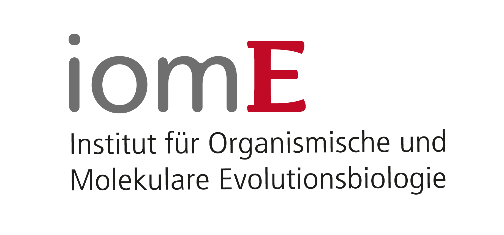 iomE
Institut für Organismische und
Molekulare Evolutionsbiologie